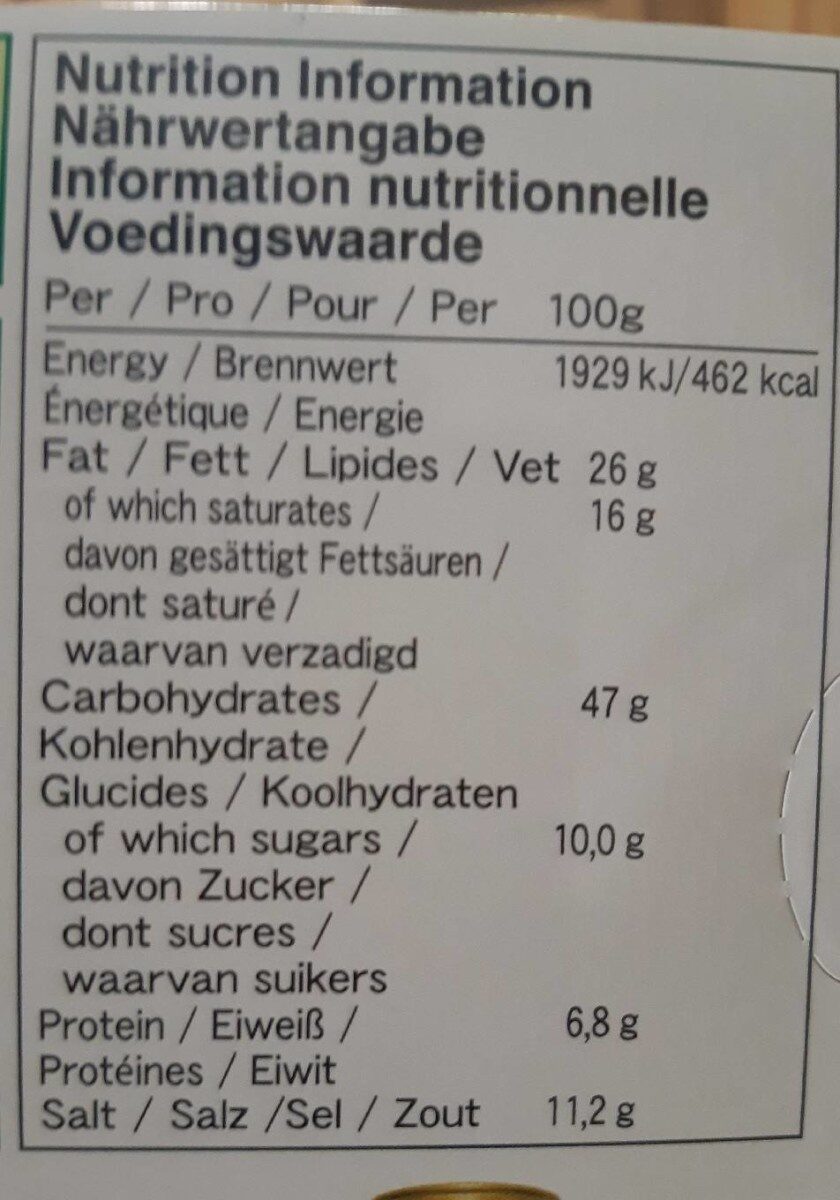 Nutrition Information
Nährwertangabe
Information nutritionnelle
Voedingswaarde
Per / Pro / Pour / Per 100g
Energy / Brennwert 1929 kJ/462 kcal
Énergétique / Energie
Fat / Fett / Lipides / Vet 26 g
of which saturates / 16 g
davon gesättigt Fettsäuren /
dont saturé /
waarvan verzadigd
Carbohydrates / 47 g
Kohlenhydrate /
Glucides / Koolhydraten
of which sugars / 10,0 g
davon Zucker /
dont sucres /
waarvan suikers
Protein / Eiweiß / 6,8 g
Protéines / Eiwit
Salt / Salz /Sel / Zout 11,2 g